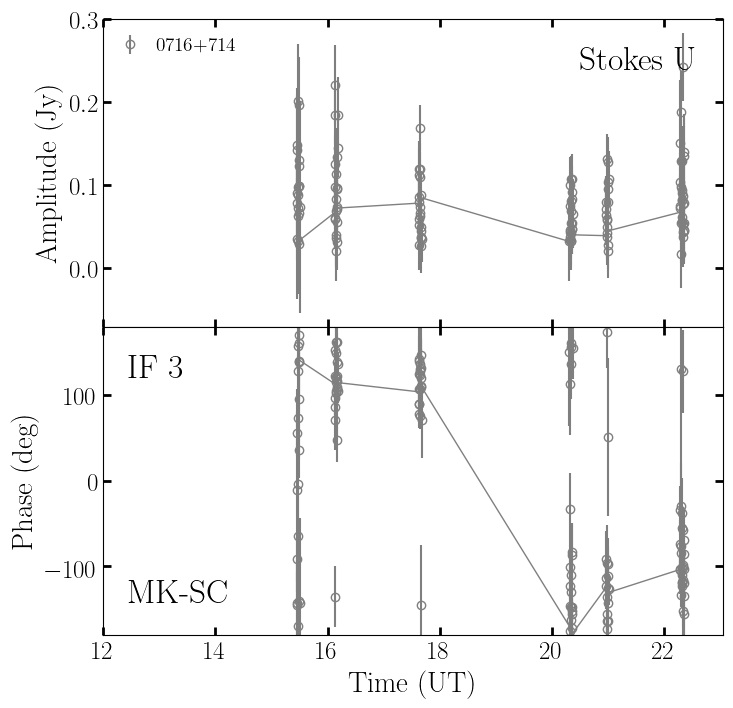 0.3
0716+714
Stokes U
0.2
0.1
0.0
Amplitude (Jy)
IF 3
100
0
−100
Phase (deg)
MK-SC
12 14 16 18 20 22
Time (UT)